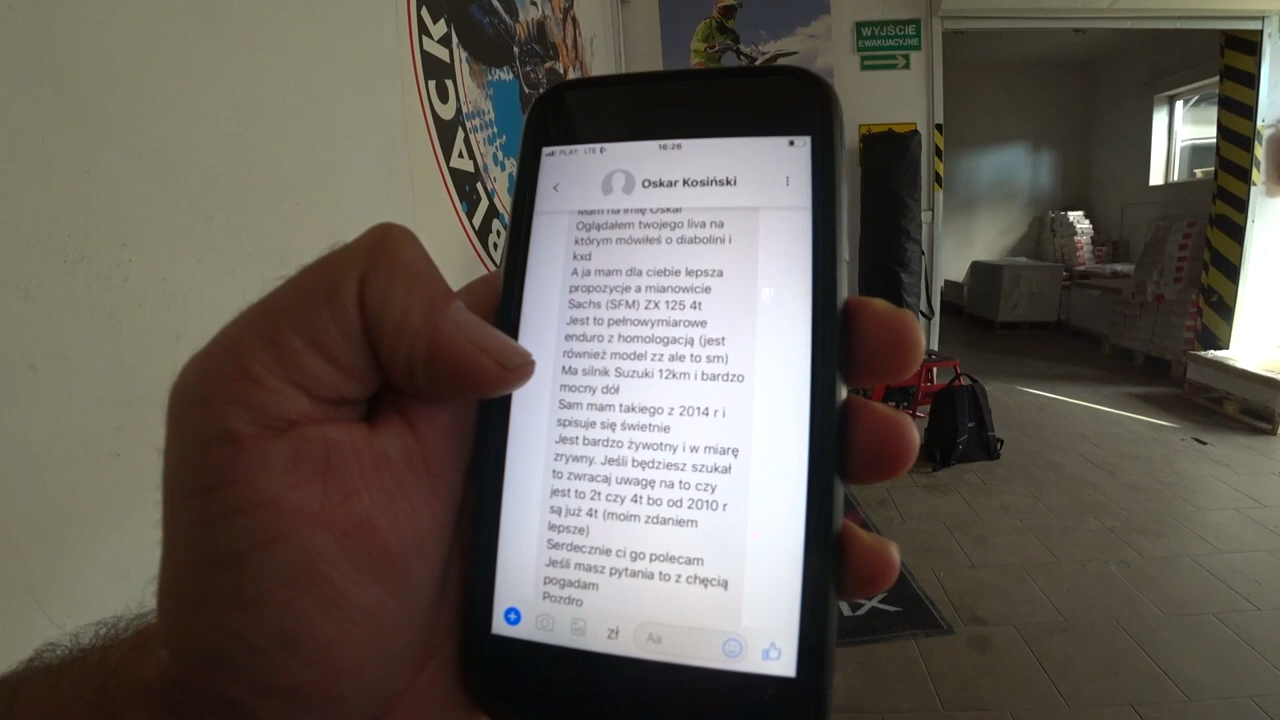 BLACK
WYJŚCIE
EWAKUACYJNE
PLAY LTE
16:26
Oskar Kosiński
Mam na imię Oskar
Oglądałem twojego liva na
którym mówiłeś o diabolini i
kxd
A ja mam dla ciebie lepsza
propozycje a mianowicie
Sachs (SFM) ZX 125 4t
Jest to pełnowymiarowe
enduro z homologacją (jest
również model zz ale to sm)
Ma silnik Suzuki 12km i bardzo
mocny dół
Sam mam takiego z 2014 r i
spisuje się świetnie
Jest bardzo żywotny i w miarę
zrywny. Jeśli będziesz szukał
to zwracaj uwagę na to czy
jest to 2t czy 4t bo od 2010 r
są już 4t (moim zdaniem
lepsze)
Serdecznie ci go polecam
Jeśli masz pytania to z chęcią
pogadam
Pozdro
zł
Aa